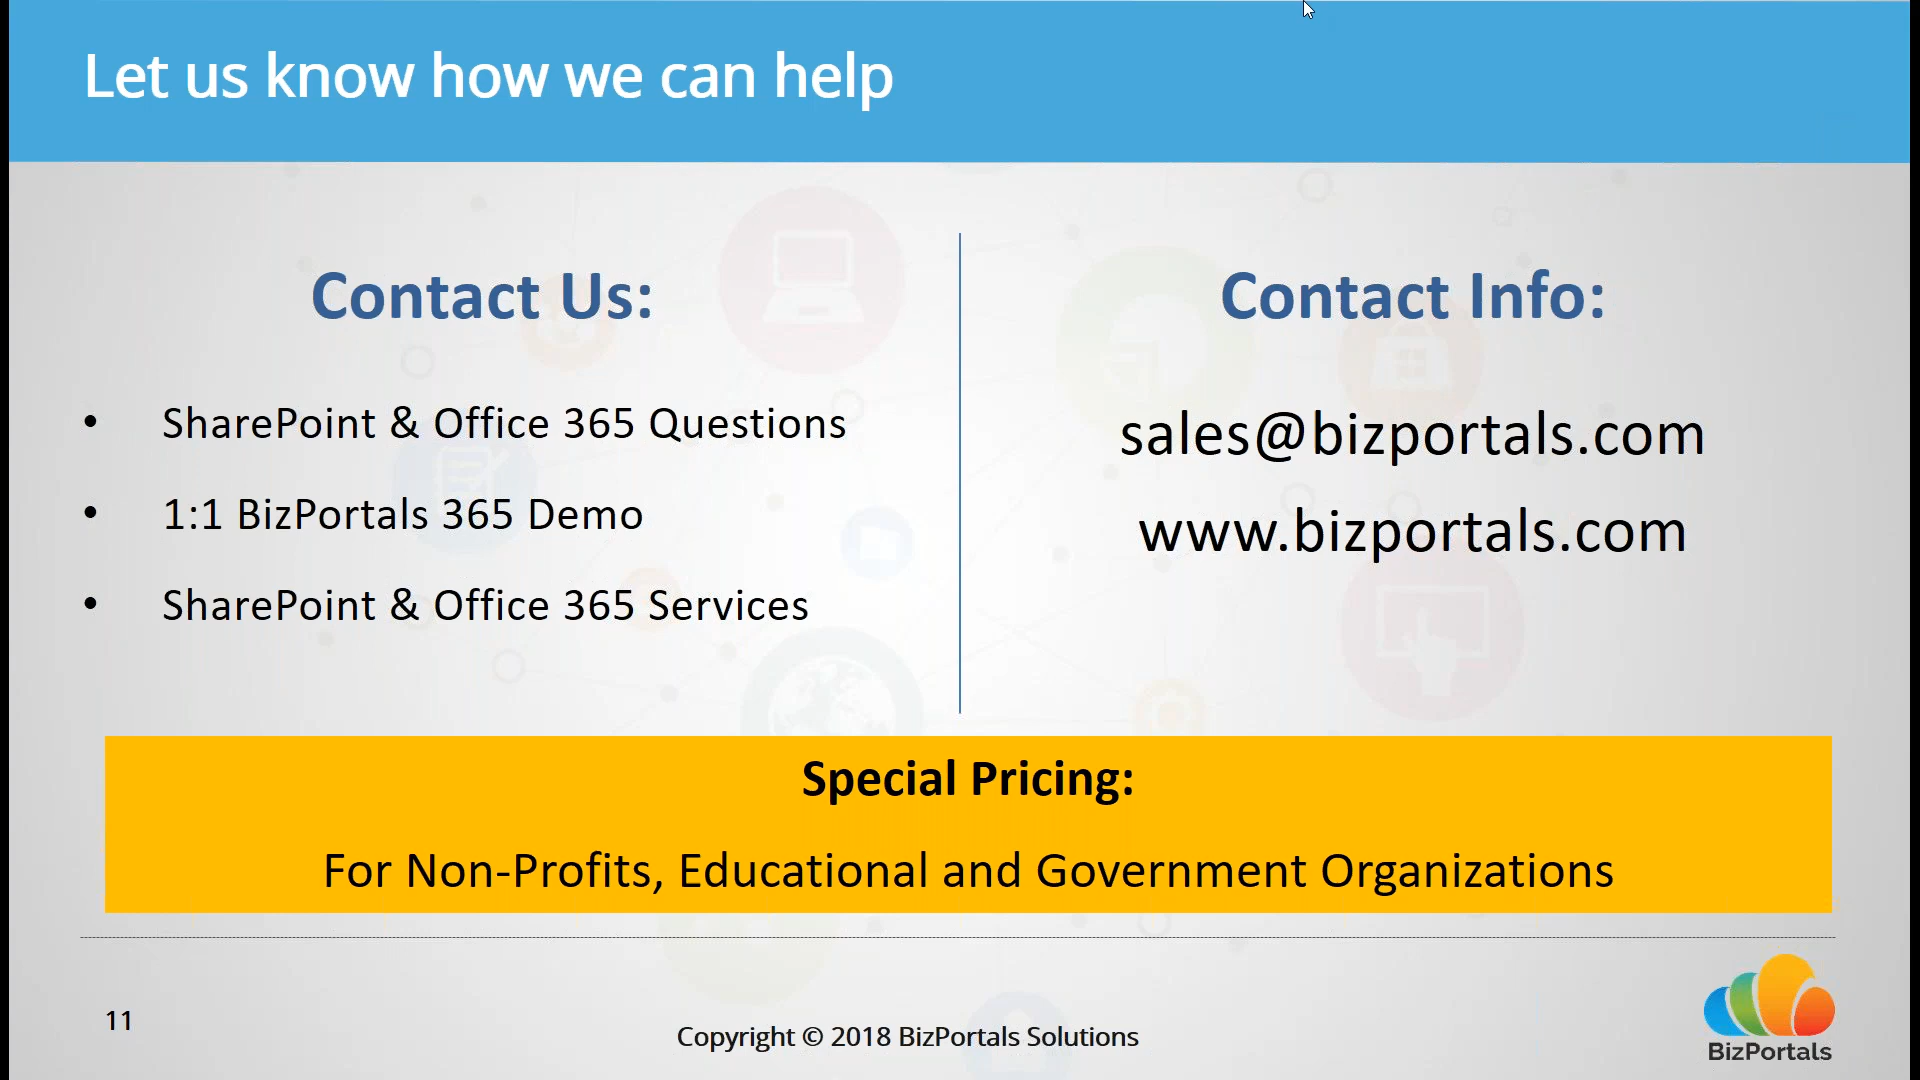 Let us know how we can help
Contact Us:
• SharePoint & Office 365 Questions
• 1:1 BizPortals 365 Demo
• SharePoint & Office 365 Services
Contact Info:
sales@bizportals.com
www.bizportals.com
Special Pricing:
For Non-Profits, Educational and Government Organizations
11
Copyright © 2018 BizPortals Solutions
BizPortals